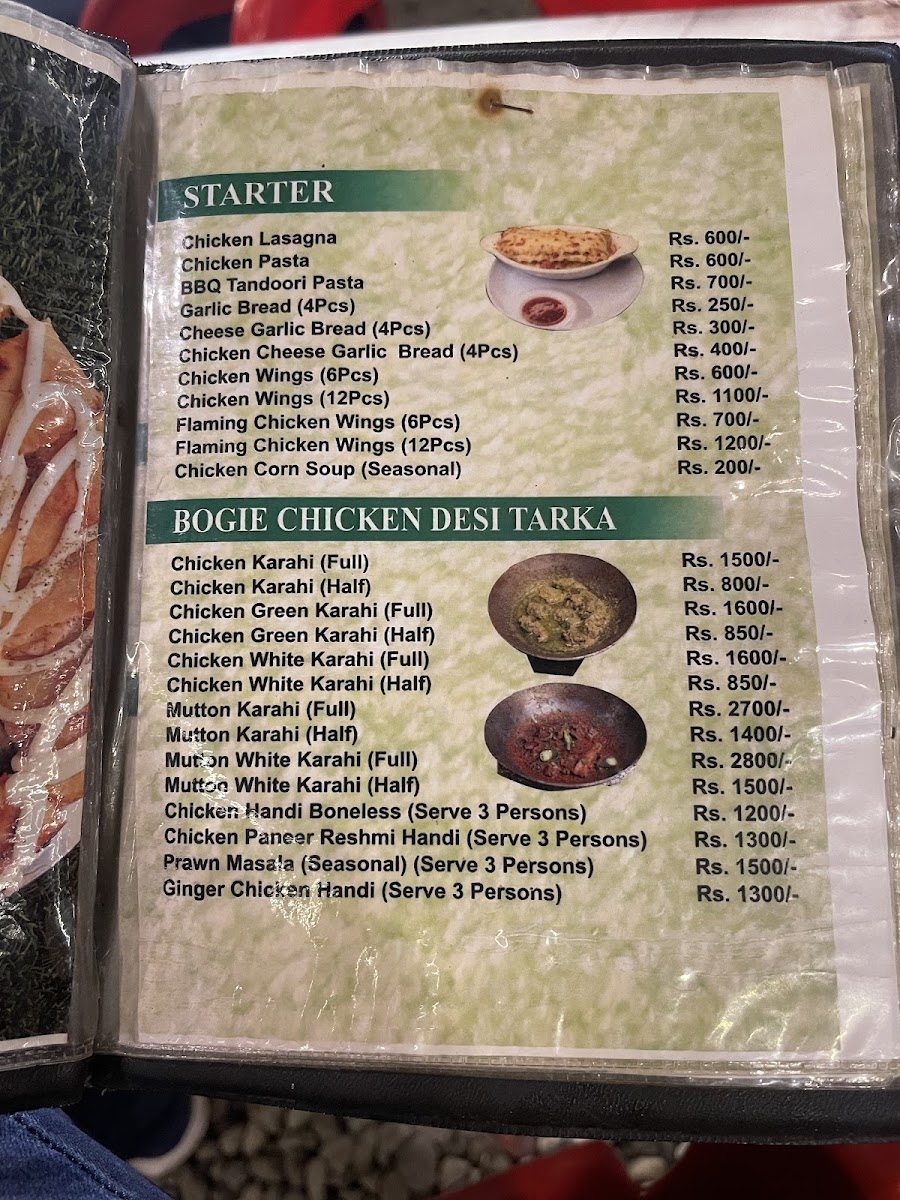 STARTER
Chicken Lasagna Rs. 600/-
Chicken Pasta Rs. 600/-
BBQ Tandoori Pasta Rs. 700/-
Garlic Bread (4Pcs) Rs. 250/-
Cheese Garlic Bread (4Pcs) Rs. 300/-
Chicken Cheese Garlic Bread (4Pcs) Rs. 400/-
Chicken Wings (6Pcs) Rs. 600/-
Chicken Wings (12Pcs) Rs. 1100/-
Flaming Chicken Wings (6Pcs) Rs. 700/-
Flaming Chicken Wings (12Pcs) Rs. 1200/-
Chicken Corn Soup (Seasonal) Rs. 200/-
BOGIE CHICKEN DESI TARKA
Chicken Karahi (Full) Rs. 1500/-
Chicken Karahi (Half) Rs. 800/-
Chicken Green Karahi (Full) Rs. 1600/-
Chicken Green Karahi (Half) Rs. 850/-
Chicken White Karahi (Full) Rs. 1600/-
Chicken White Karahi (Half) Rs. 850/-
Mutton Karahi (Full) Rs. 2700/-
Mutton Karahi (Half) Rs. 1400/-
Mutton White Karahi (Full) Rs. 2800/-
Mutton White Karahi (Half) Rs. 1500/-
Chicken Handi Boneless (Serve 3 Persons) Rs. 1200/-
Chicken Paneer Reshmi Handi (Serve 3 Persons) Rs. 1300/-
Prawn Masala (Seasonal) (Serve 3 Persons) Rs. 1500/-
Ginger Chicken Handi (Serve 3 Persons) Rs. 1300/-